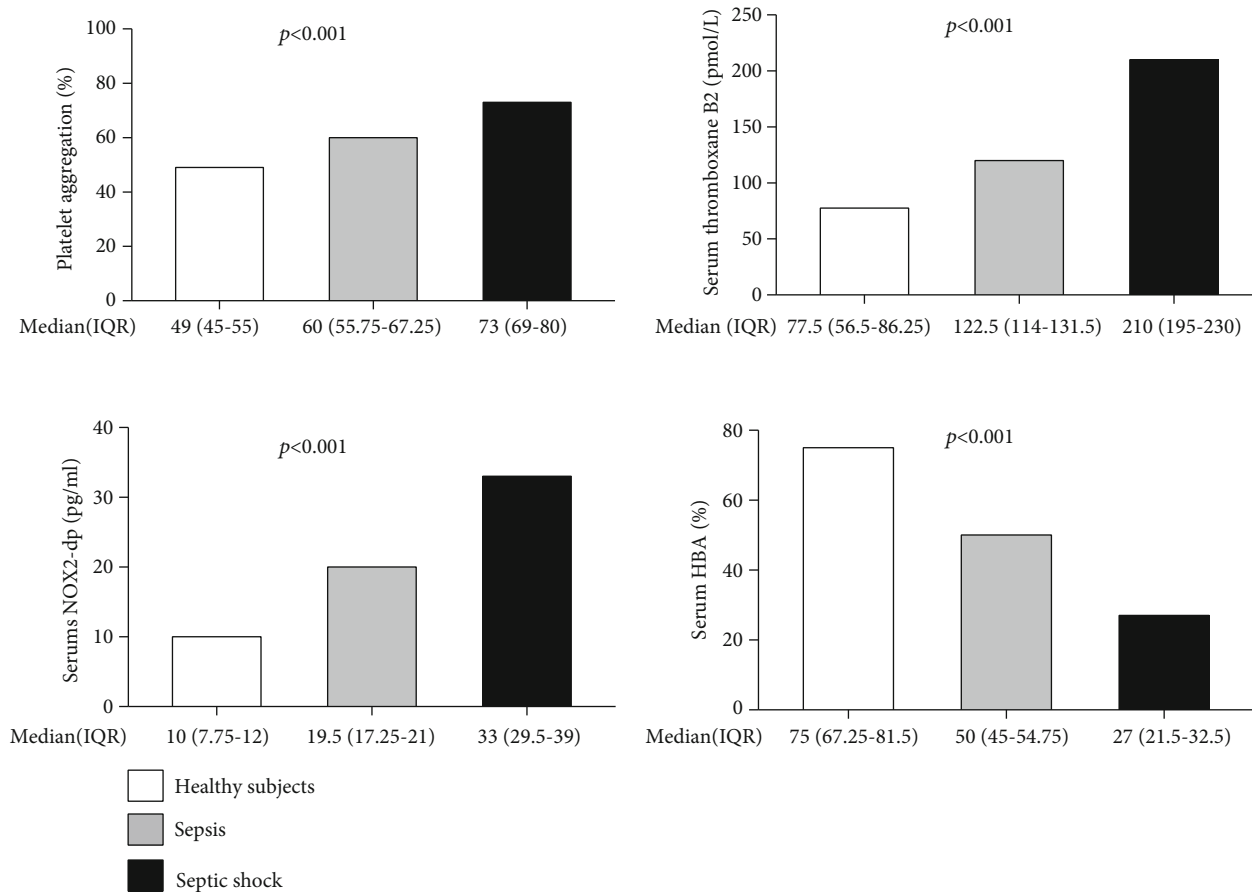 Platelet aggregation (%)
p<0.001
100
80
60
40
20
0
Median(IQR) 49 (45-55) 60 (55.75-67.25) 73 (69-80)
Serum thromboxane B2 (pmol/L)
p<0.001
250
200
150
100
50
0
Median (IQR) 77.5 (56.5-86.25) 122.5 (114-131.5) 210 (195-230)
Serums NOX2-dp (pg/ml)
p<0.001
40
30
20
10
0
Median(IQR) 10 (7.75-12) 19.5 (17.25-21) 33 (29.5-39)
Serum HBA (%)
p<0.001
80
60
40
20
0
Median(IQR) 75 (67.25-81.5) 50 (45-54.75) 27 (21.5-32.5)
Healthy subjects
Sepsis
Septic shock